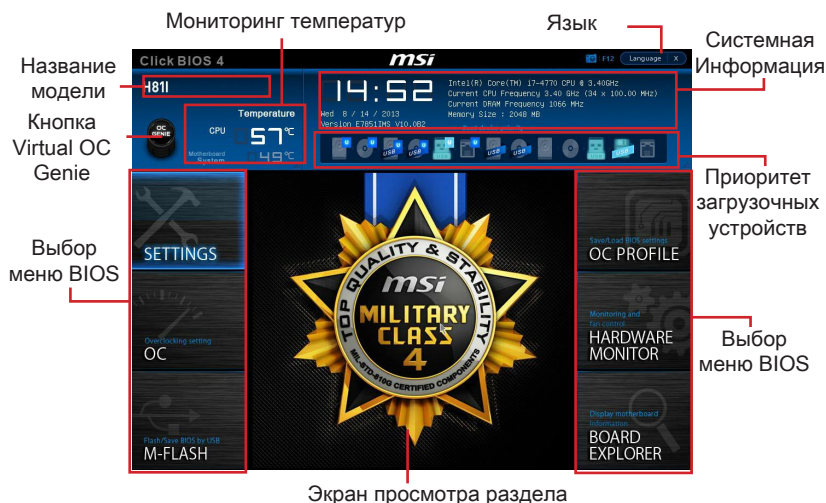 Мониторинг температур
Язык
Системная
Информация
Название
модели
Кнопка
Virtual OC
Genie
Click BIOS 4
msi
F12
Language
X
H81I
14:52
Wed 8 / 14 / 2013
Version E7851IMS V10.0B2
Intel(R) Core(TM) i7-4770 CPU @ 3.40GHz
Current CPU Frequency 3.40 GHz (34 x 100.00 MHz)
Current DRAM Frequency 1066 MHz
Memory Size : 2048 MB
OC
GENIE
Temperature
CPU
57°C
Motherboard
System
49°C
U
U
USB
U
USB
U
U
U
USB
USB
USB
Приоритет
загрузочных
устройств
Выбор
меню BIOS
SETTINGS
Overclocking setting
OC
Flash/Save BIOS by USB
M-FLASH
TOP QUALITY & STABILITY
msi
MILITARY
CLASS
4
MIL-STD-810G CERTIFIED COMPONENTS
Save/Load BIOS settings
OC PROFILE
Monitoring and
Fan control
HARDWARE
MONITOR
Display motherboard
Information
BOARD
EXPLORER
Выбор
меню BIOS
Экран просмотра раздела